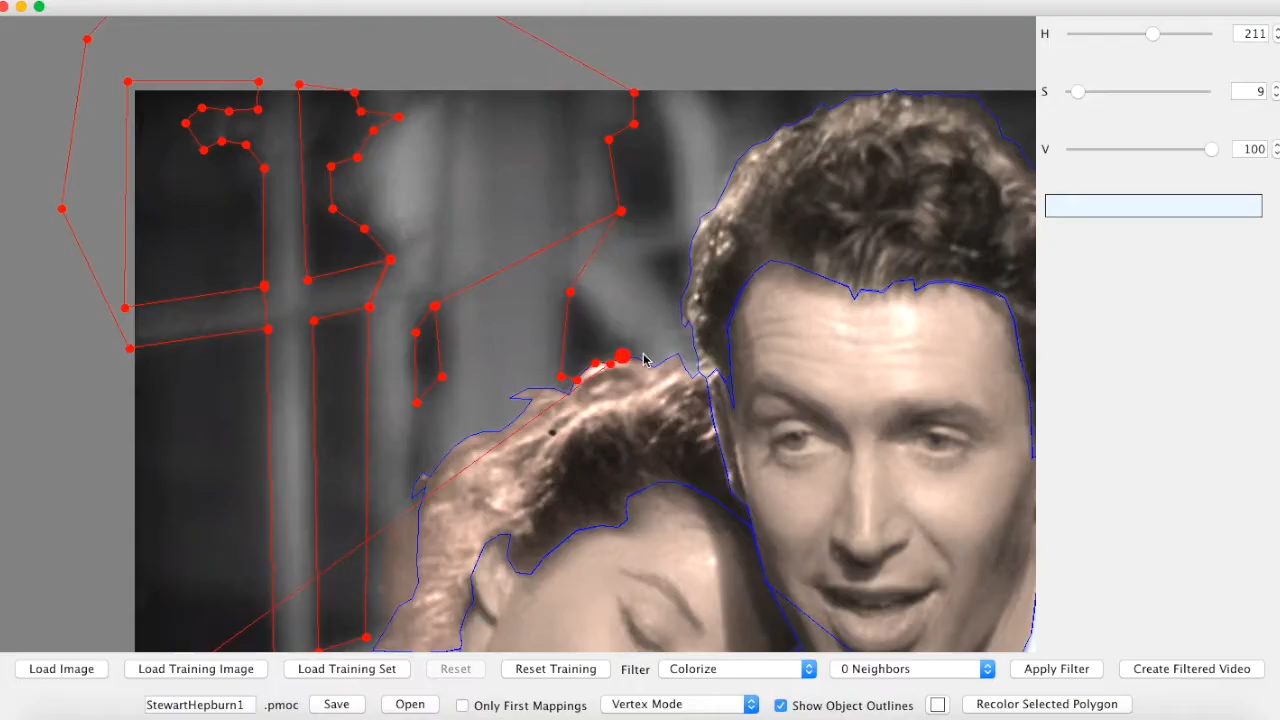 H 211
S 9
V 100
Load Image Load Training Image Load Training Set Reset Reset Training Filter Colorize 0 Neighbors Apply Filter Create Filtered Video
StewartHepburn1 .pmoc Save Open Only First Mappings Vertex Mode Show Object Outlines Recolor Selected Polygon